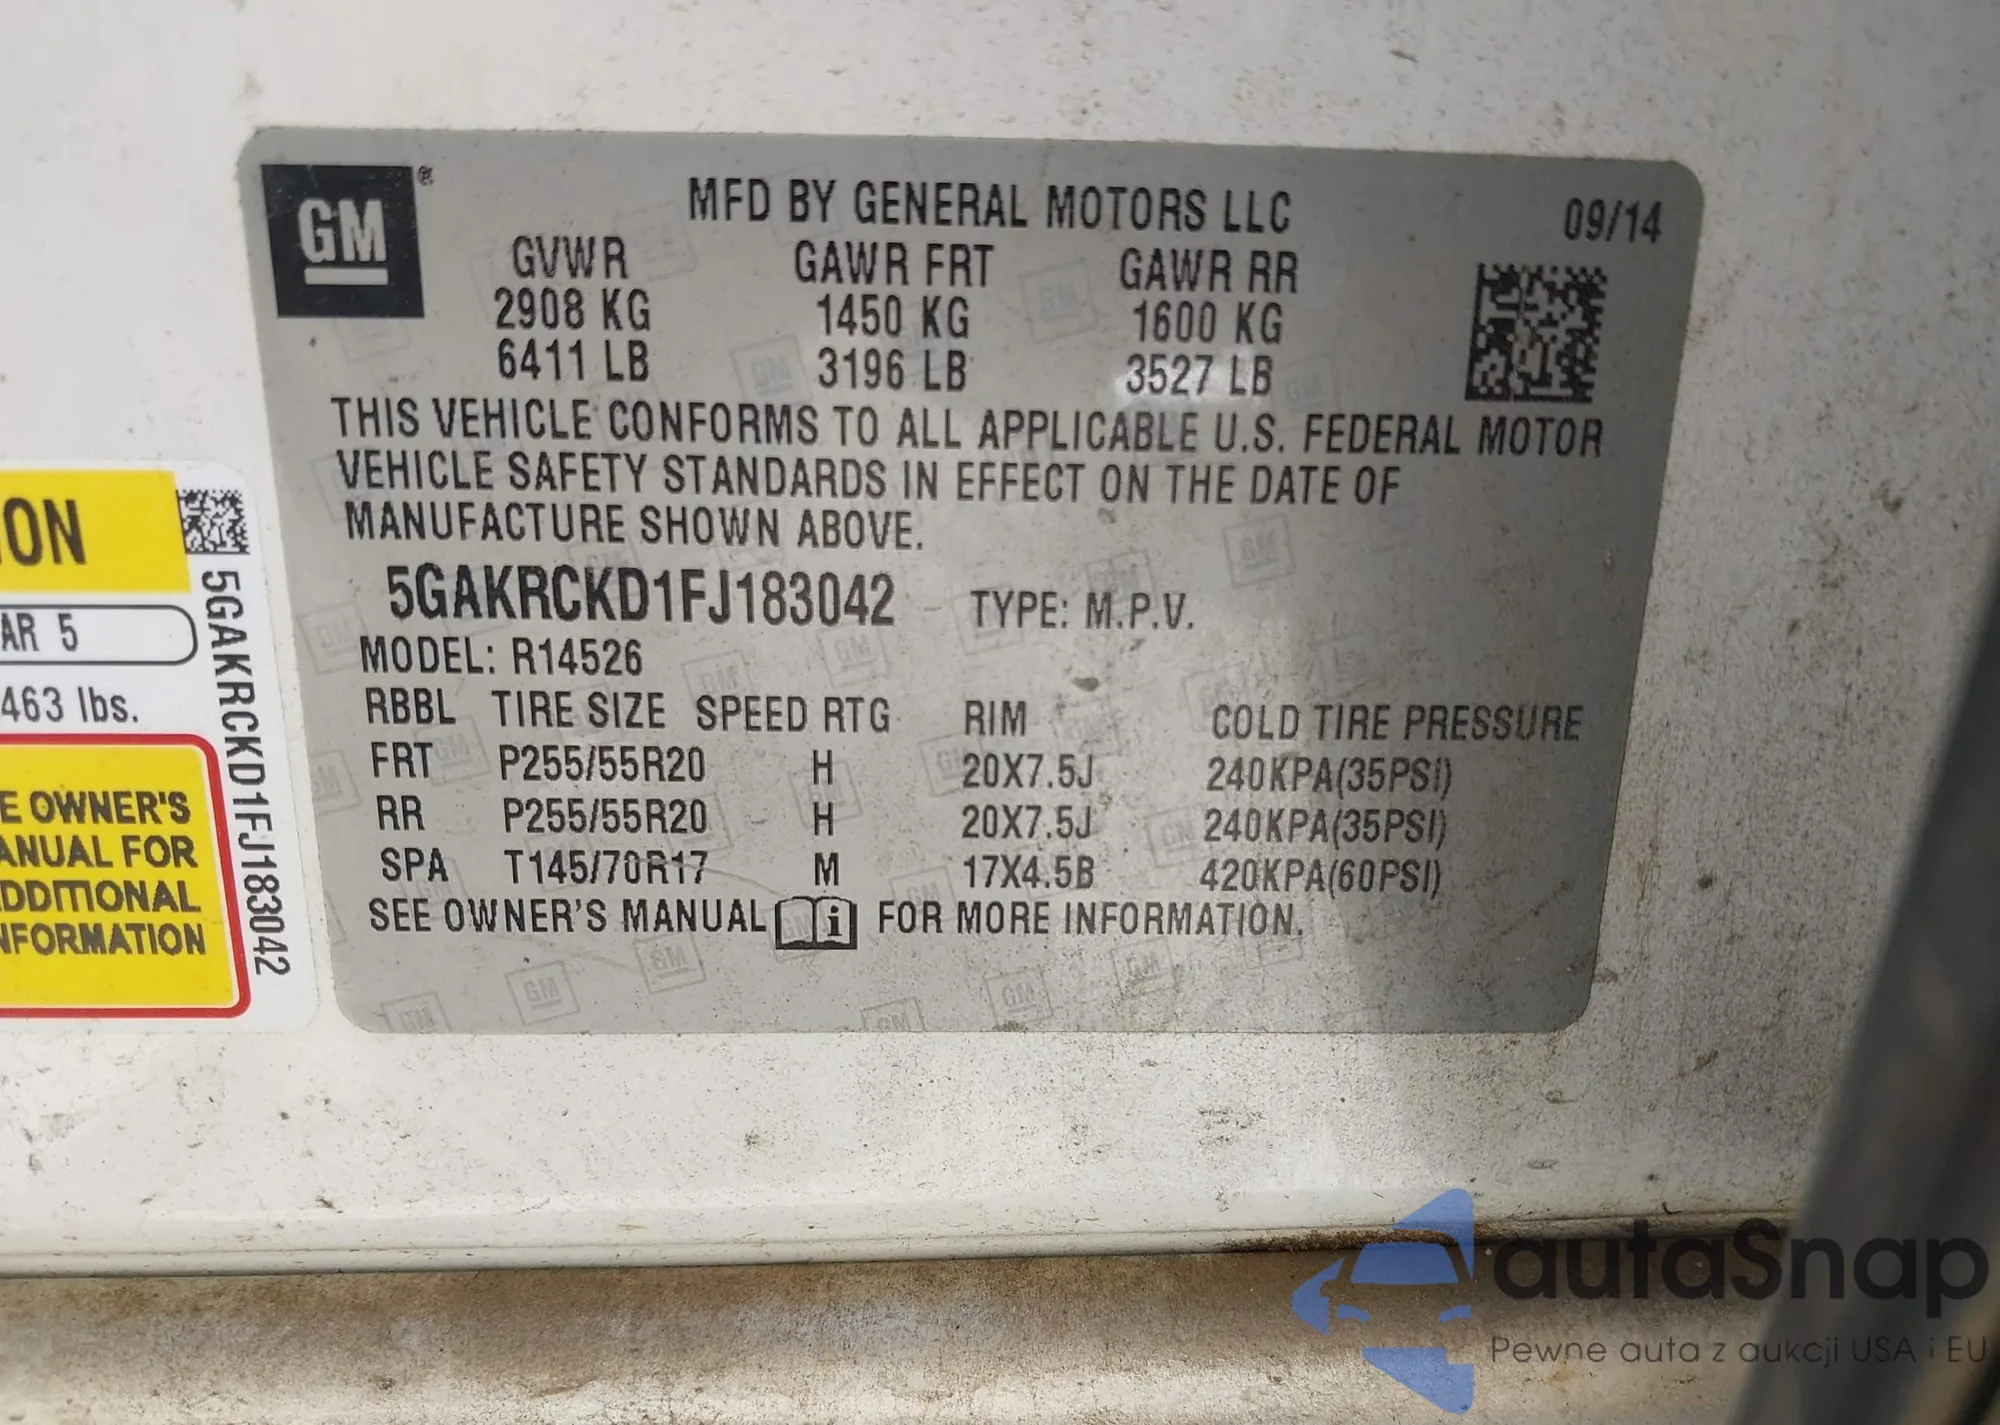 GM
®
MFD BY GENERAL MOTORS LLC
09/14
GVWR GAWR FRT GAWR RR
2908 KG 1450 KG 1600 KG
6411 LB 3196 LB 3527 LB
THIS VEHICLE CONFORMS TO ALL APPLICABLE U.S. FEDERAL MOTOR
VEHICLE SAFETY STANDARDS IN EFFECT ON THE DATE OF
MANUFACTURE SHOWN ABOVE.
5GAKRCKD1FJ183042 TYPE: M.P.V.
MODEL: R14526
RBBL TIRE SIZE SPEED RTG RIM COLD TIRE PRESSURE
FRT P255/55R20 H 20X7.5J 240KPA(35PSI)
RR P255/55R20 H 20X7.5J 240KPA(35PSI)
SPA T145/70R17 M 17X4.5B 420KPA(60PSI)
SEE OWNER'S MANUAL i FOR MORE INFORMATION.
ION
AR 5
463 lbs.
E OWNER'S
ANUAL FOR
DDITIONAL
NFORMATION
5GAKRCKD1FJ183042
autaSnap
Pewne auta z aukcji USA i EU